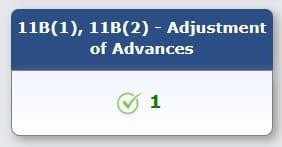 11B(1), 11B(2) - Adjustment
of Advances
1